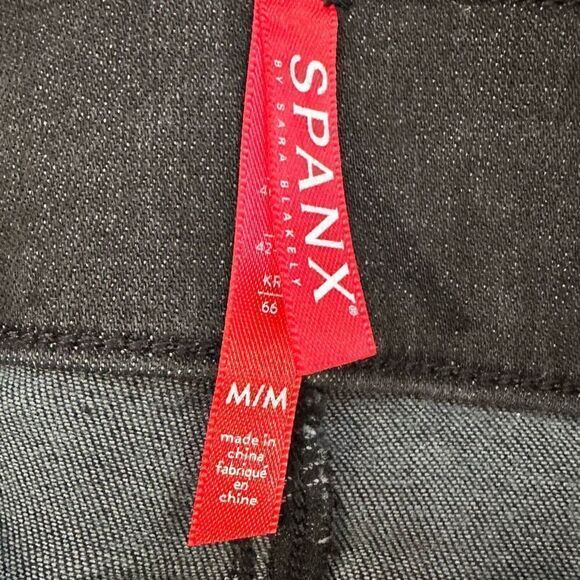 SPANX®
BY SARA BLAKELY
42
KR
66
M/M
made in
china
fabriqué
en
chine